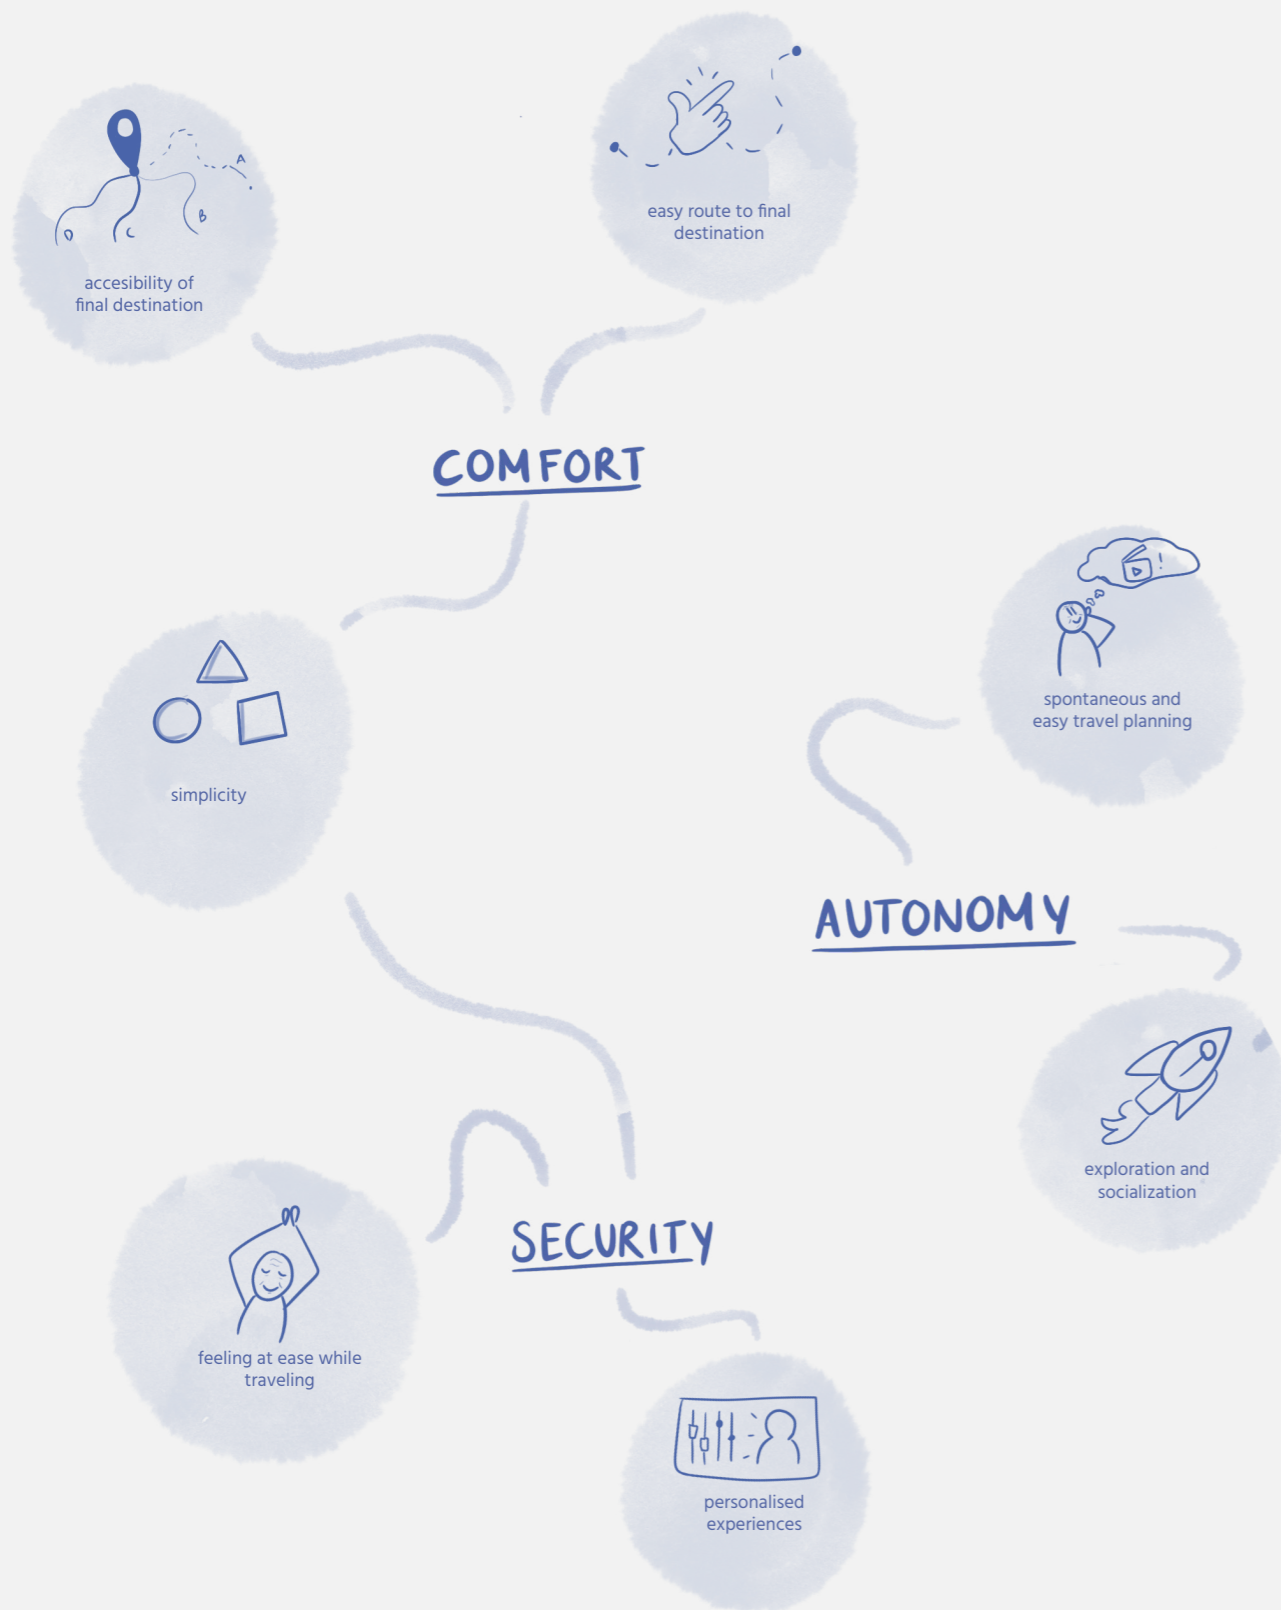 easy route to final
destination
A
B
C
D
accesibility of
final destination
COMFORT
spontaneous and
easy travel planning
simplicity
AUTONOMY
exploration and
socialization
SECURITY
feeling at ease while
traveling
personalised
experiences